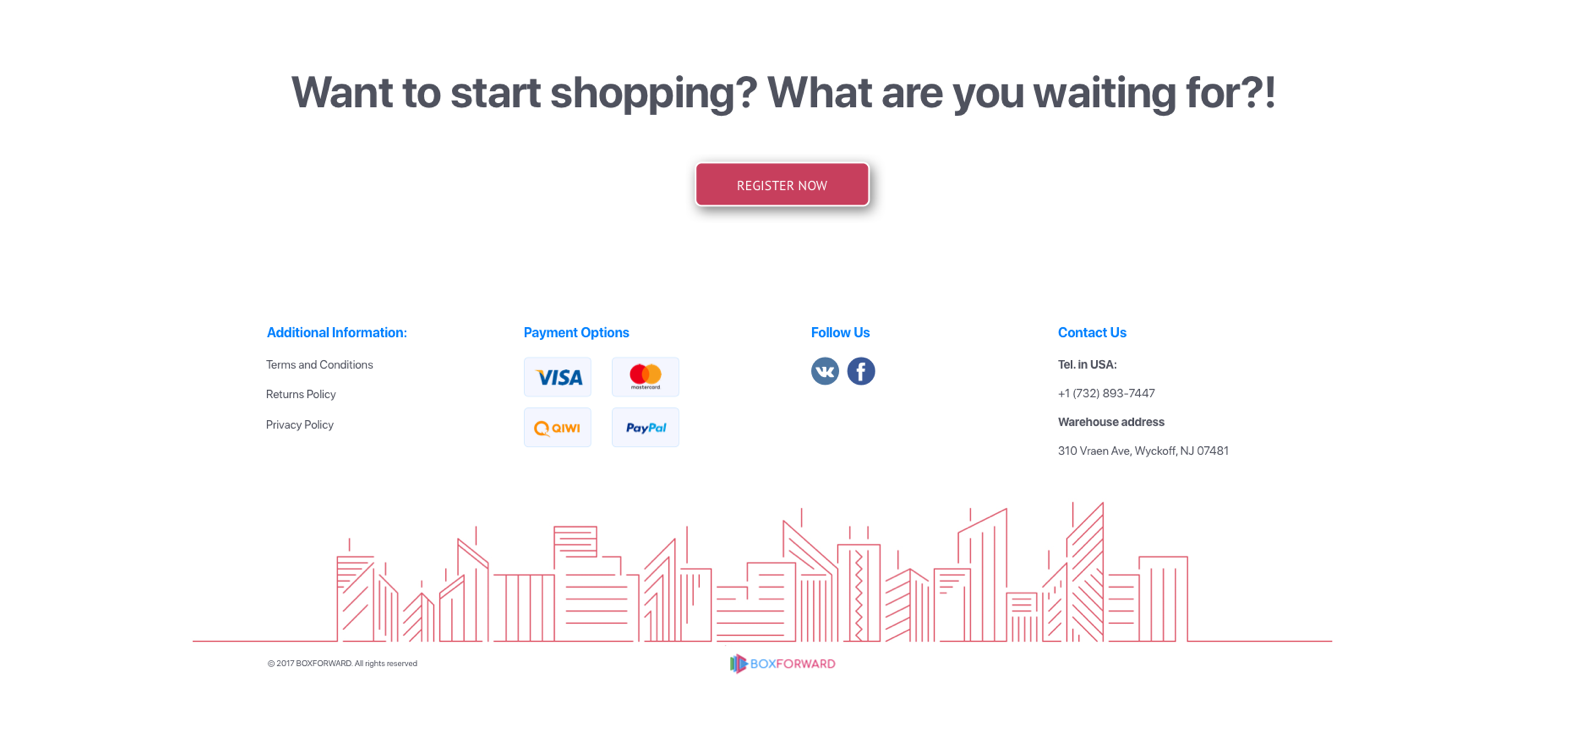 Want to start shopping? What are you waiting for?!
REGISTER NOW
Additional Information:
Terms and Conditions
Returns Policy
Privacy Policy
Payment Options
VISA
mastercard
QIWI
PayPal
Follow Us
Contact Us
Tel. in USA:
+1 (732) 893-7447
Warehouse address
310 Vraen Ave, Wyckoff, NJ 07481
© 2017 BOXFORWARD. All rights reserved
BOXFORWARD